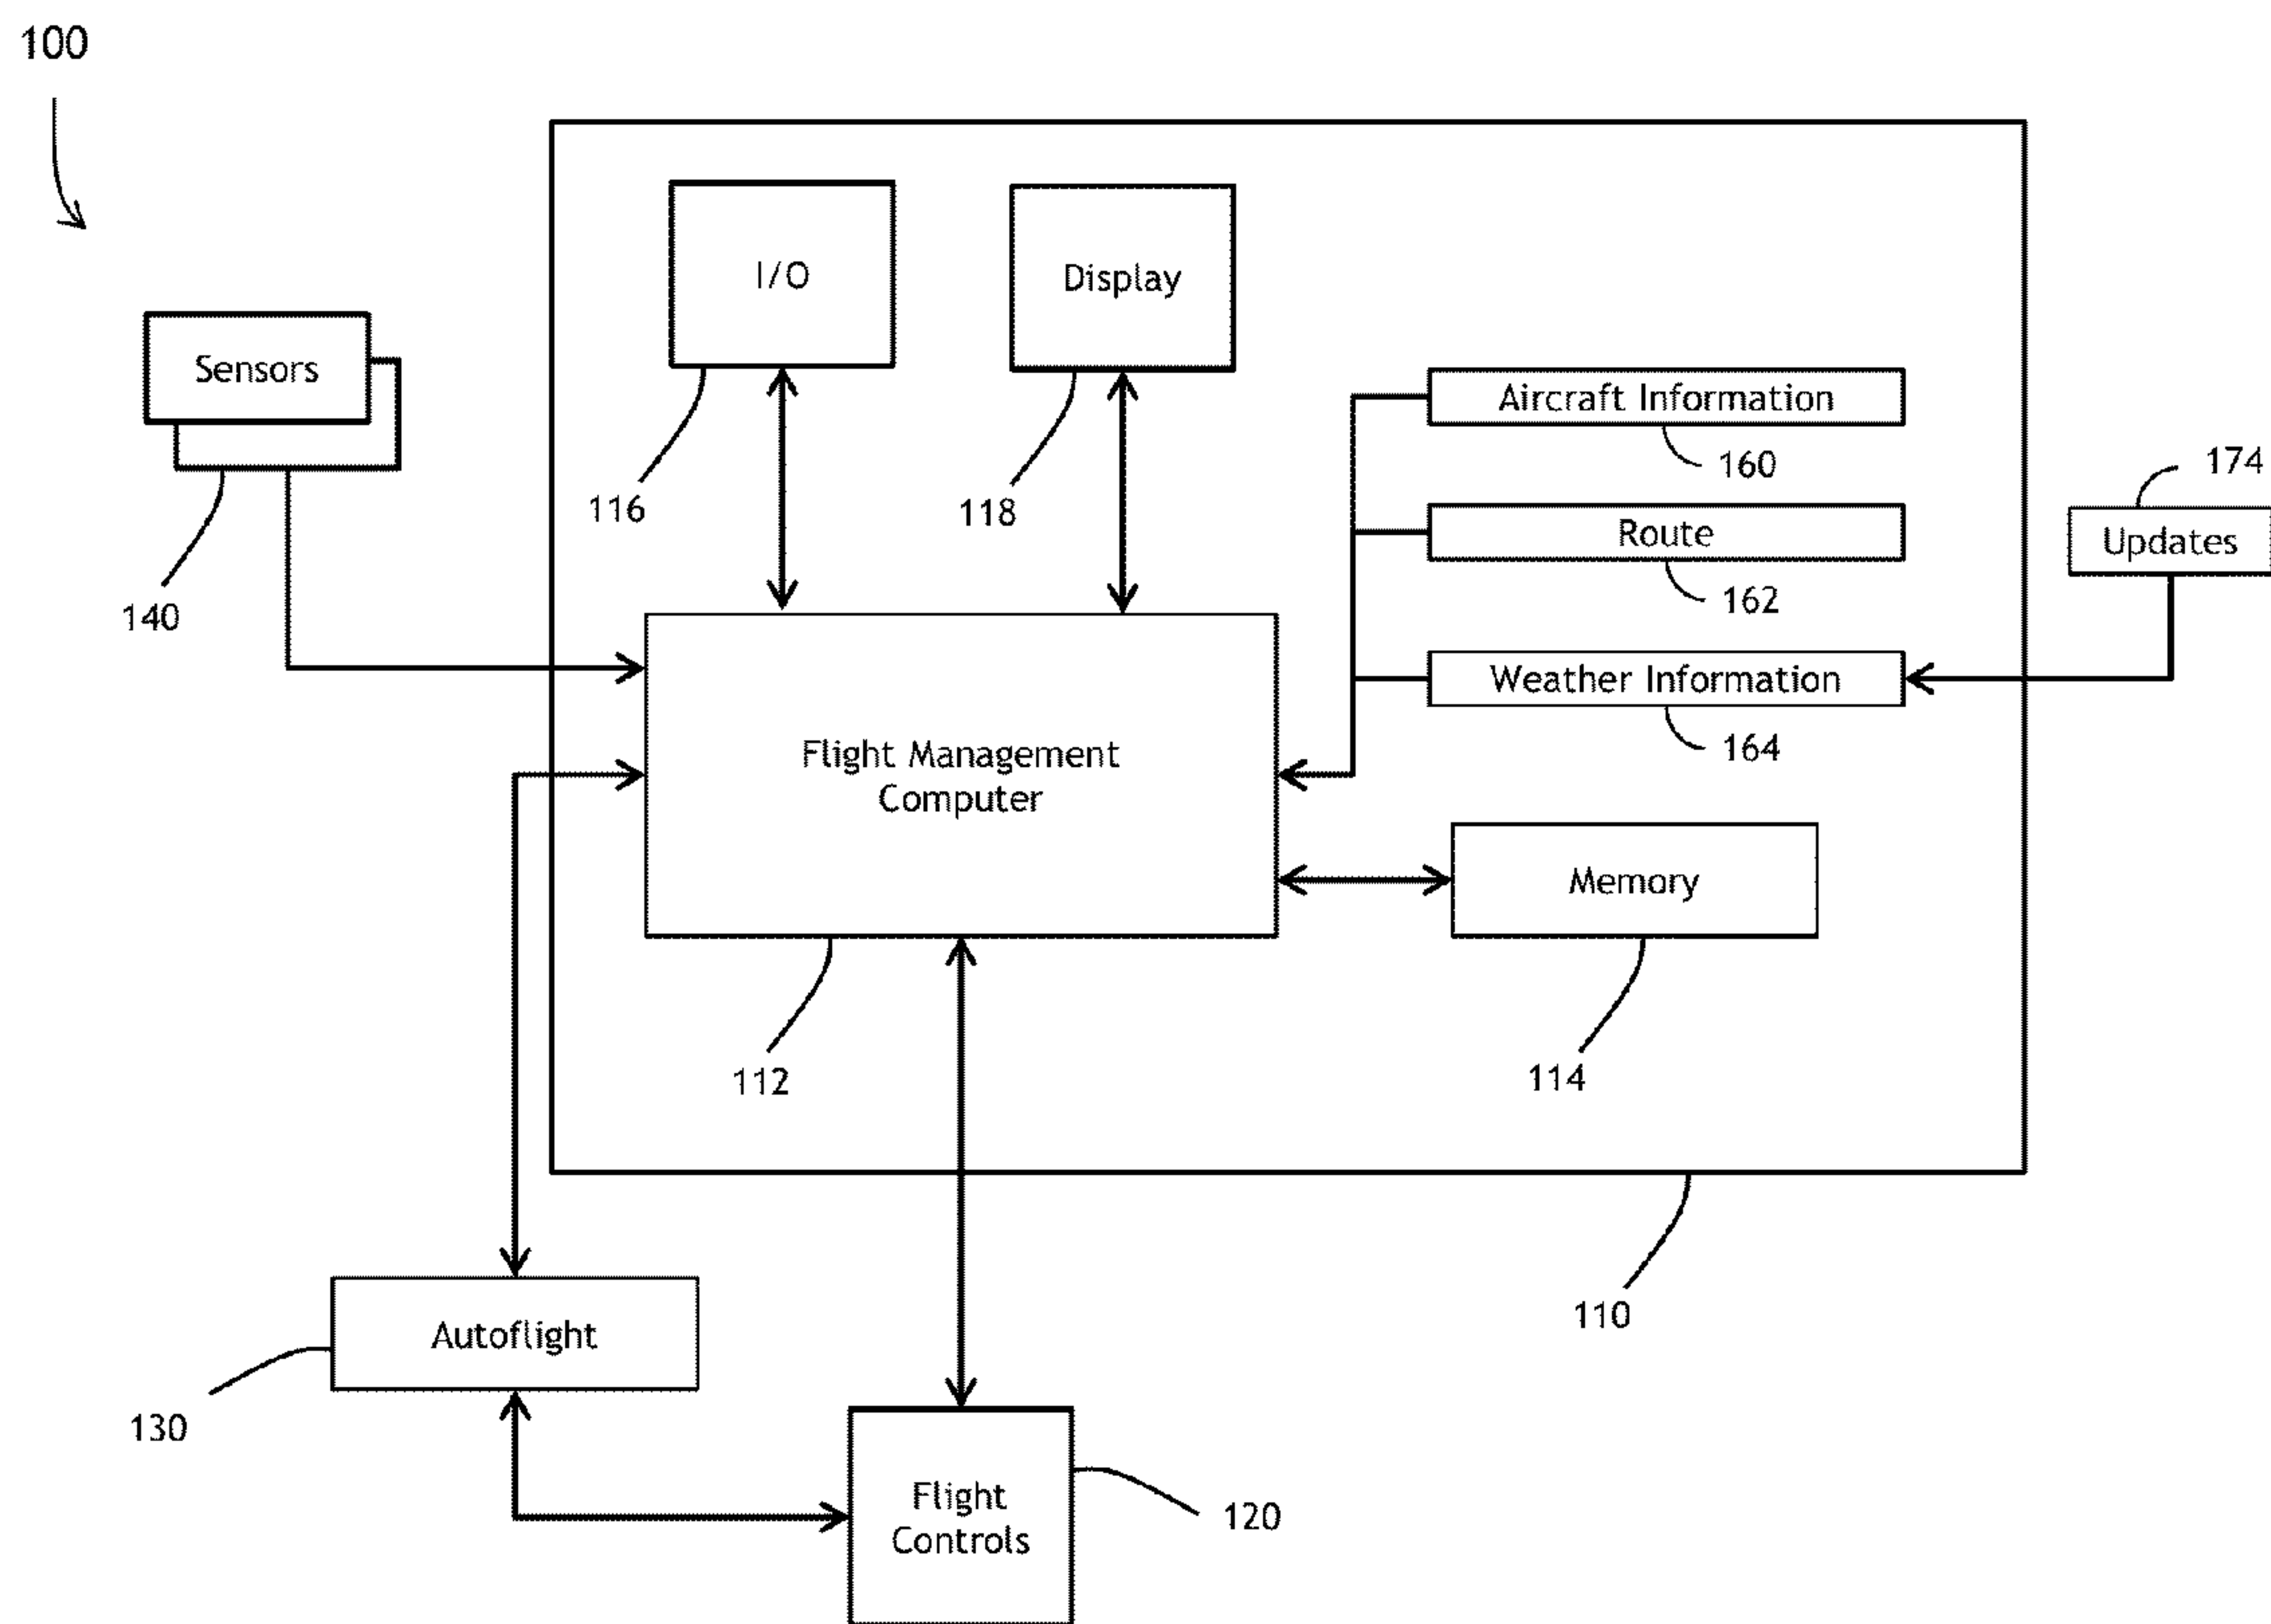 100
I/O
Display
Sensors
Aircraft Information
160
174
116
118
Route
Updates
140
162
Weather Information
164
Flight Management
Computer
Memory
112
114
110
Autoflight
130
Flight
Controls
120